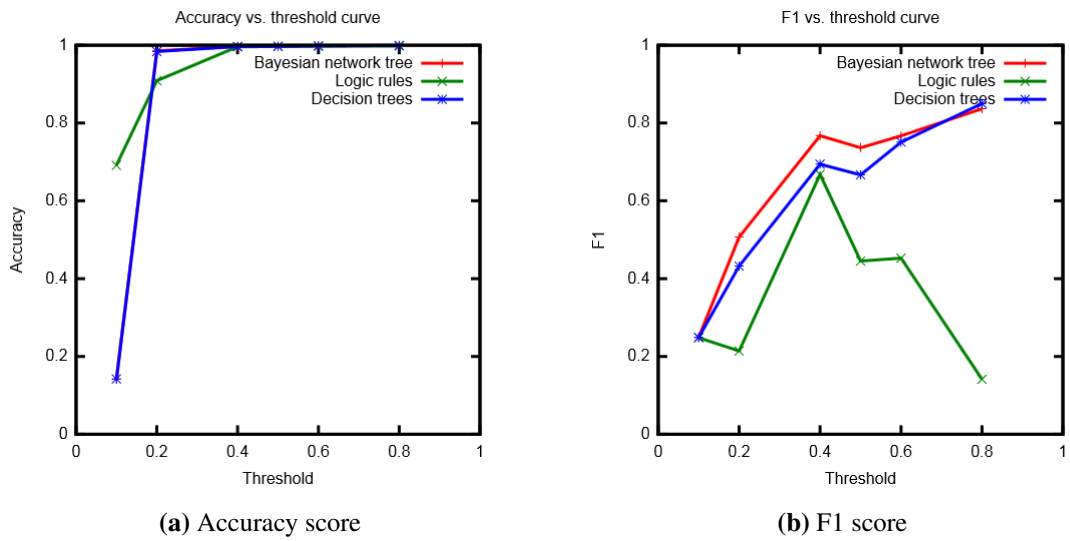 Accuracy vs. threshold curve
1
0.8
0.6
0.4
0.2
0
Accuracy
Bayesian network tree
Logic rules
Decision trees
0 0.2 0.4 0.6 0.8 1
Threshold
(a) Accuracy score
F1 vs. threshold curve
1
0.8
0.6
0.4
0.2
0
F1
Bayesian network tree
Logic rules
Decision trees
0 0.2 0.4 0.6 0.8 1
Threshold
(b) F1 score